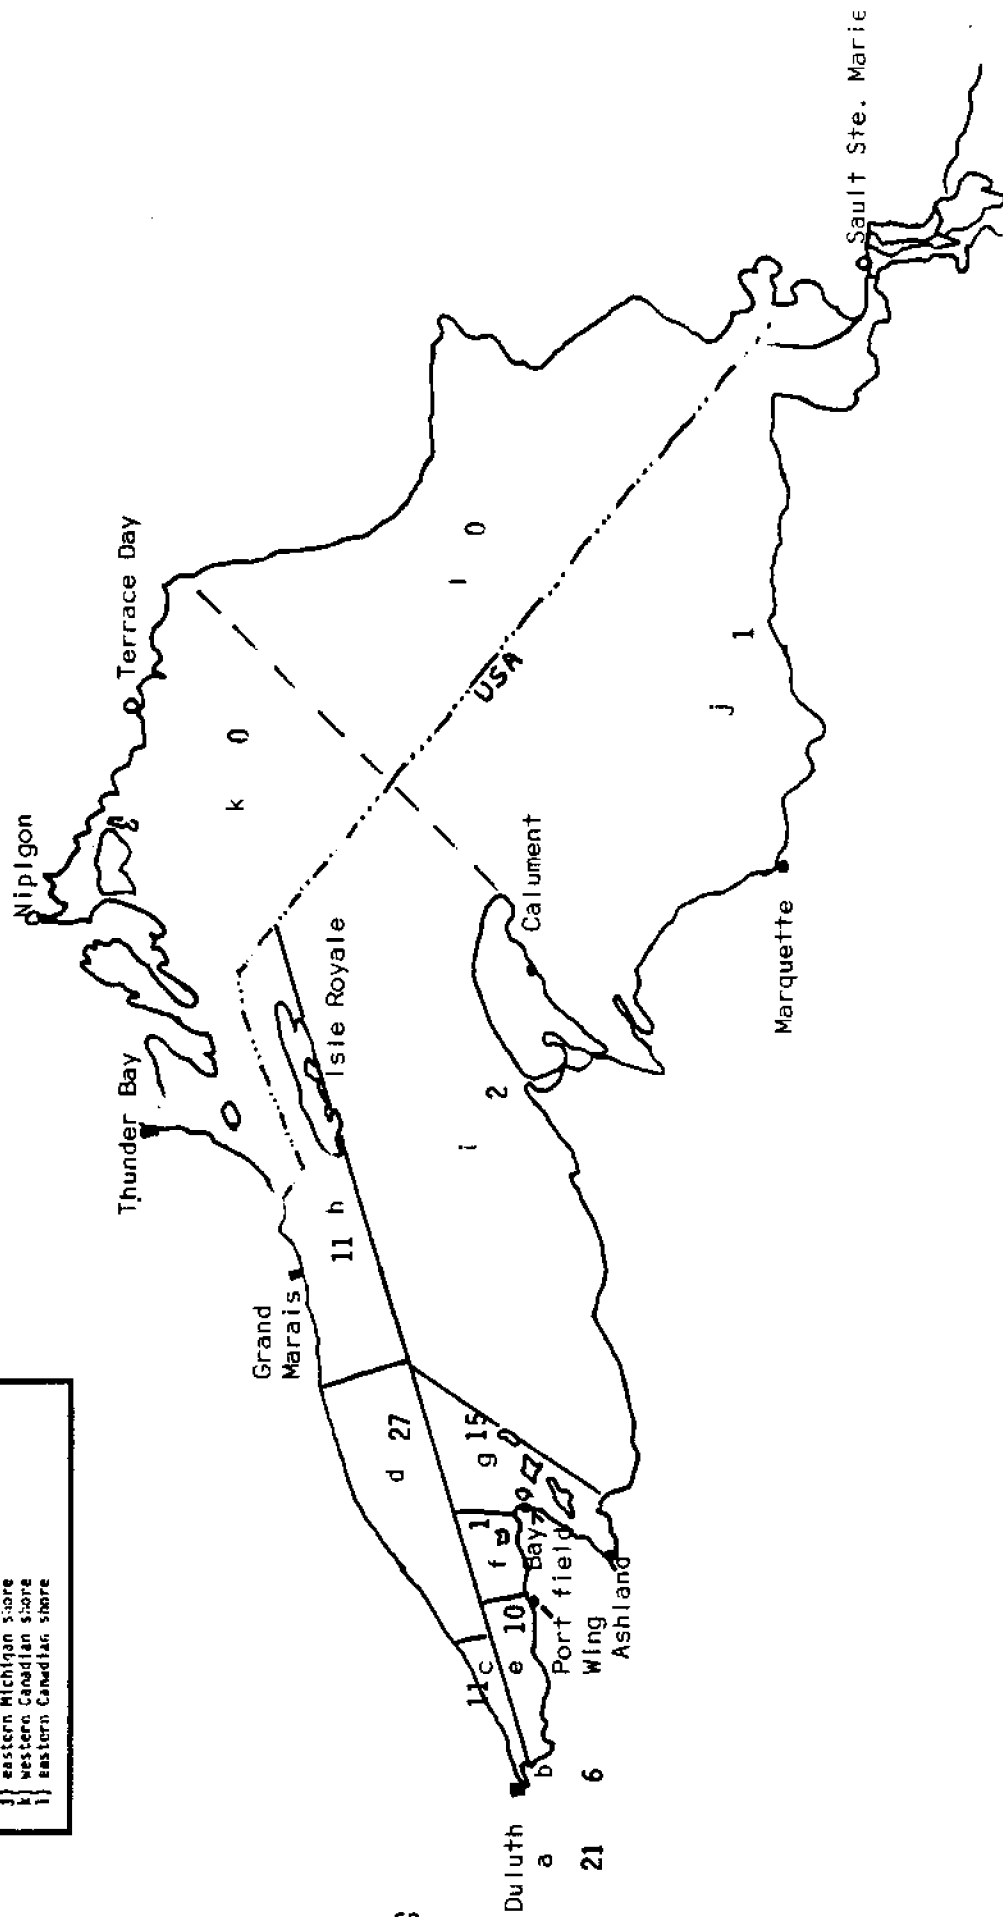 j) eastern Michigan shore
k) western Canadian shore
l) eastern Canadian shore
Niplgon
Terrace Day
Thunder Bay
k 0
Isle Royale
Grand
Marais
11 h
l 0
USA
Sault Ste. Marie
d 27
Calument
i 2
j 1
Marquette
g 15
f 1
11 c
e 10
Bay
Port field
Wing
Ashland
Duluth
a
21
b
6